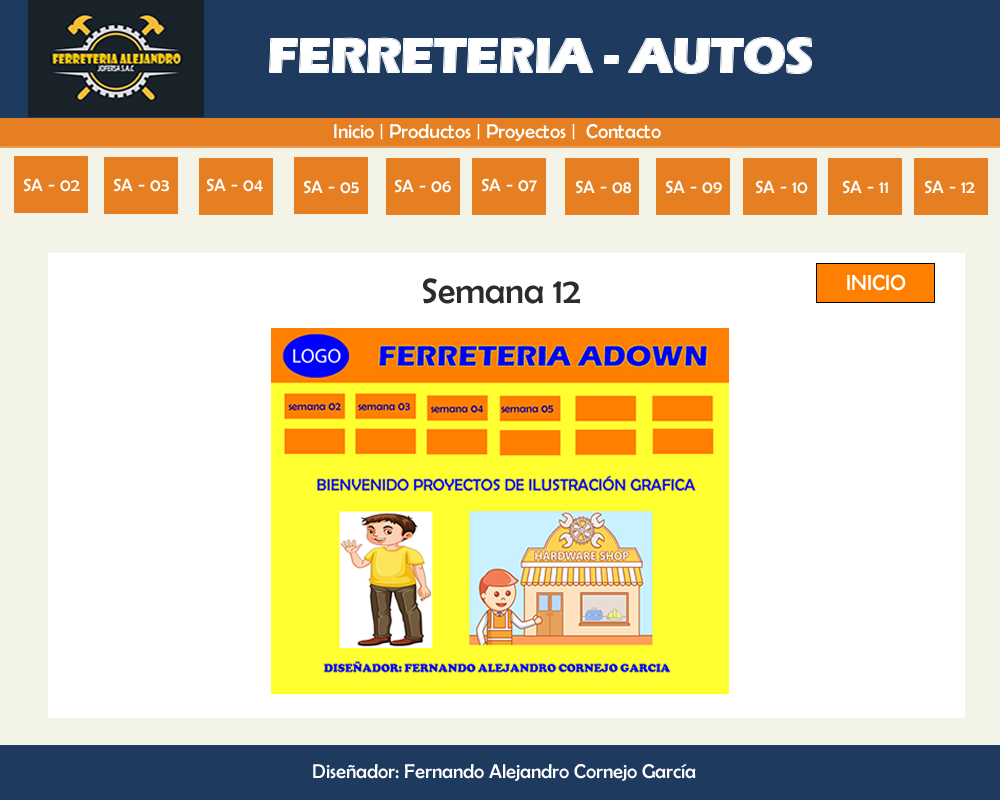 FERRETERIA ALEJANDRO
JOFERSA S.A.C
FERRETERIA - AUTOS
Inicio | Productos | Proyectos | Contacto
SA - 02 SA - 03 SA - 04 SA - 05 SA - 06 SA - 07 SA - 08 SA - 09 SA - 10 SA - 11 SA - 12
Semana 12
INICIO
LOGO FERRETERIA ADOWN
semana 02 semana 03 semana 04 semana 05
BIENVENIDO PROYECTOS DE ILUSTRACIÓN GRAFICA
HARDWARE SHOP
DISEÑADOR: FERNANDO ALEJANDRO CORNEJO GARCIA
Diseñador: Fernando Alejandro Cornejo García